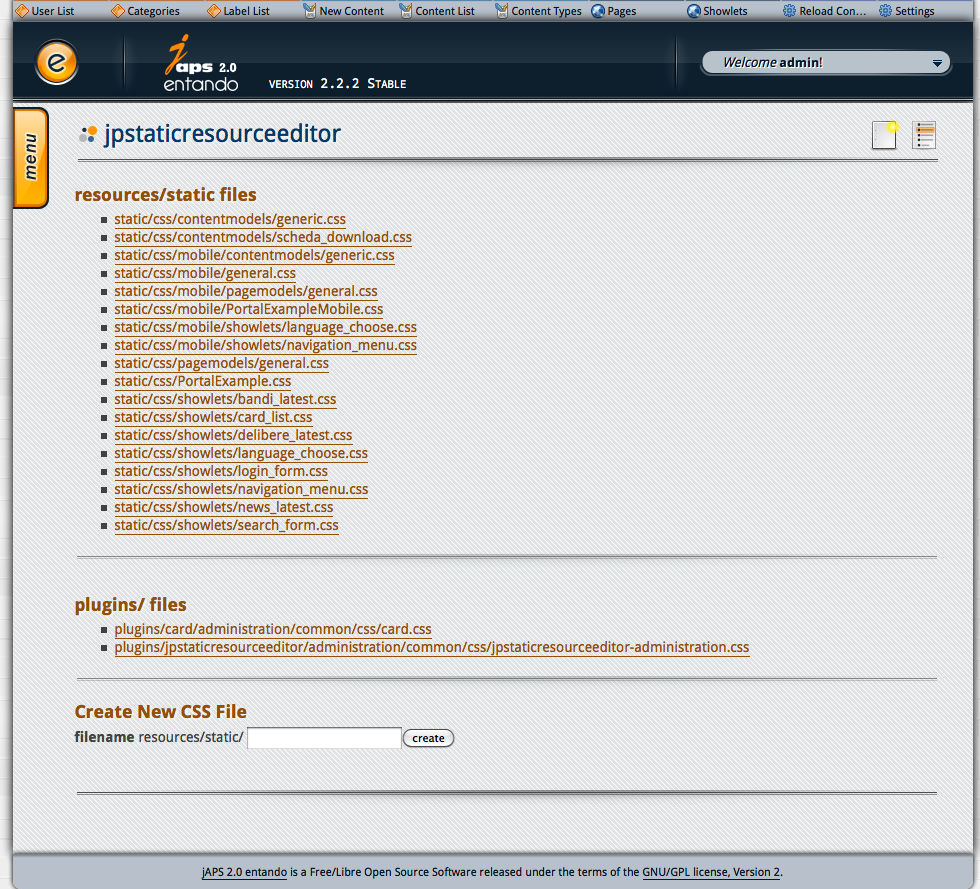 User List Categories Label List New Content Content List Content Types Pages Showlets Reload Con... Settings
e
japs 2.0
entando
VERSION 2.2.2 STABLE
Welcome admin!
menu
jpstaticresourceeditor
resources/static files
static/css/contentmodels/generic.css
static/css/contentmodels/scheda_download.css
static/css/mobile/contentmodels/generic.css
static/css/mobile/general.css
static/css/mobile/pagemodels/general.css
static/css/mobile/PortalExampleMobile.css
static/css/mobile/showlets/language_choose.css
static/css/mobile/showlets/navigation_menu.css
static/css/pagemodels/general.css
static/css/PortalExample.css
static/css/showlets/bandi_latest.css
static/css/showlets/card_list.css
static/css/showlets/delibere_latest.css
static/css/showlets/language_choose.css
static/css/showlets/login_form.css
static/css/showlets/navigation_menu.css
static/css/showlets/news_latest.css
static/css/showlets/search_form.css
plugins/ files
plugins/card/administration/common/css/card.css
plugins/jpstaticresourceeditor/administration/common/css/jpstaticresourceeditor-administration.css
Create New CSS File
filename resources/static/ create
jAPS 2.0 entando is a Free/Libre Open Source Software released under the terms of the GNU/GPL license, Version 2.